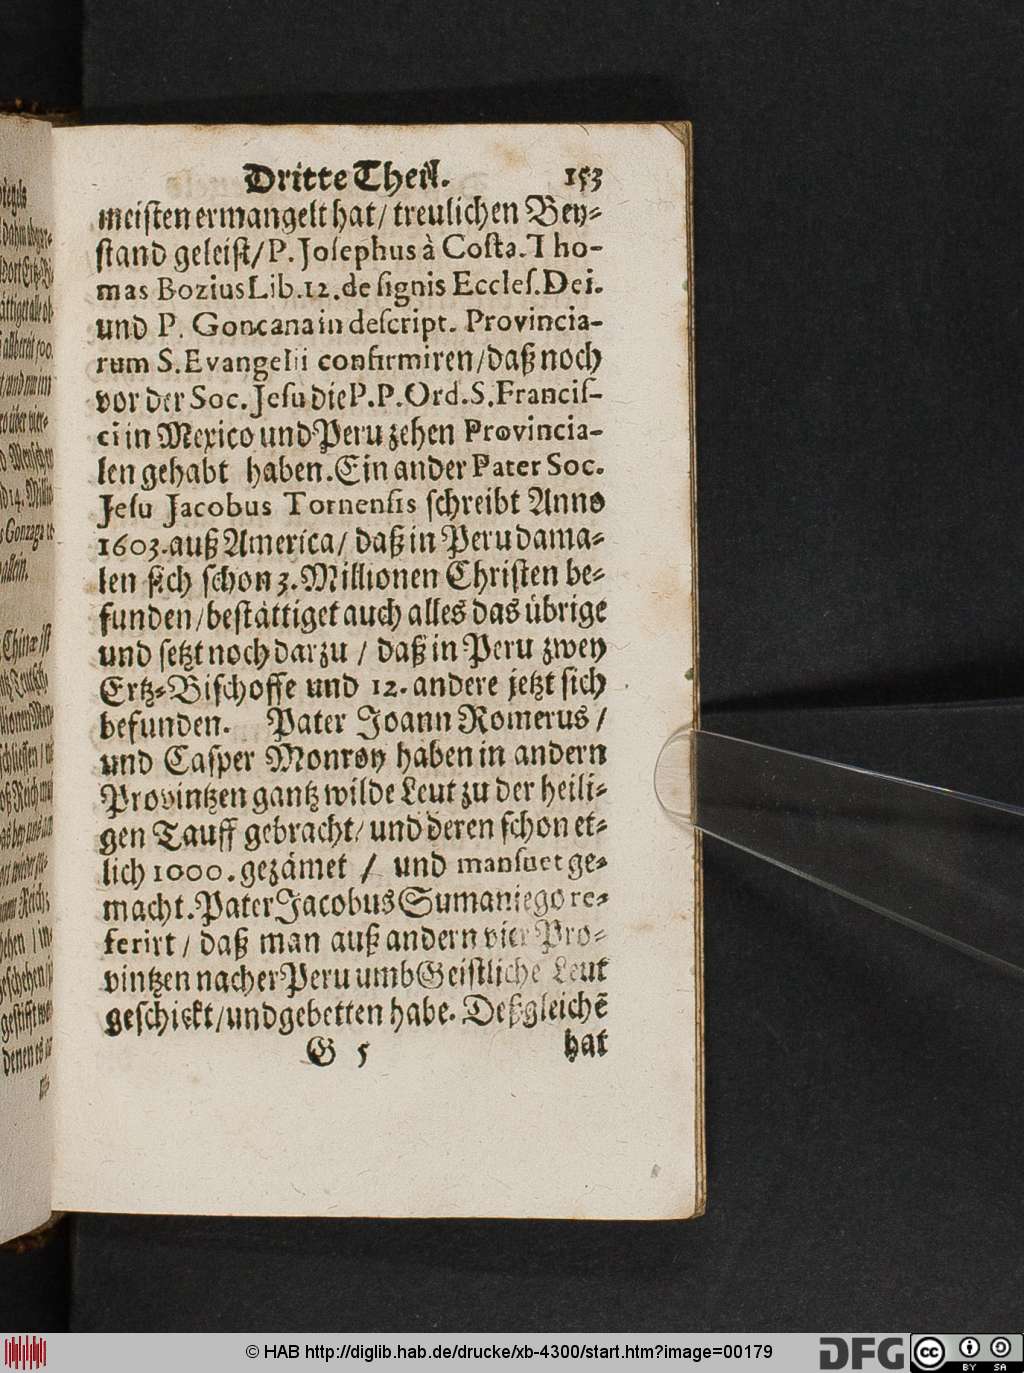 Dritte Theil. 153
meisten ermangelt hat / treulichen Bey⸗
stand geleist / P. Josephus à Costa. Tho-
mas Bozius Lib. 12. de signis Eccles. Dei.
und P. Goncana in descript. Provincia-
rum S. Evangelii confirmiren / daß noch
vor der Soc. Jesu die P. P. Ord. S. Francis-
ci in Mexico und Peru zehen Provincia-
len gehabt haben. Ein ander Pater Soc.
Jesu Jacobus Tornensis schreibt Anno
1603. auß America / daß in Peru dama⸗
len sich schon 3. Millionen Christen be⸗
funden / bestättiget auch alles das übrige
und setzt noch darzu / daß in Peru zwey
Ertz⸗Bischoffe und 12. andere jetzt sich
befunden. Pater Joann Romerus /
und Casper Monroy haben in andern
Provintzen gantz wilde Leut zu der heili⸗
gen Tauff gebracht / und deren schon et⸗
lich 1000. gezämet / und mansuet ge⸗
macht. Pater Jacobus Sumaniego re⸗
ferirt / daß man auß andern vier Pro⸗
vintzen nacher Peru umb Geistliche Leut
geschickt / und gebetten habe. Deßgleichẽ
G 5 hat
© HAB http://diglib.hab.de/drucke/xb-4300/start.htm?image=00179
DFG
cc BY SA